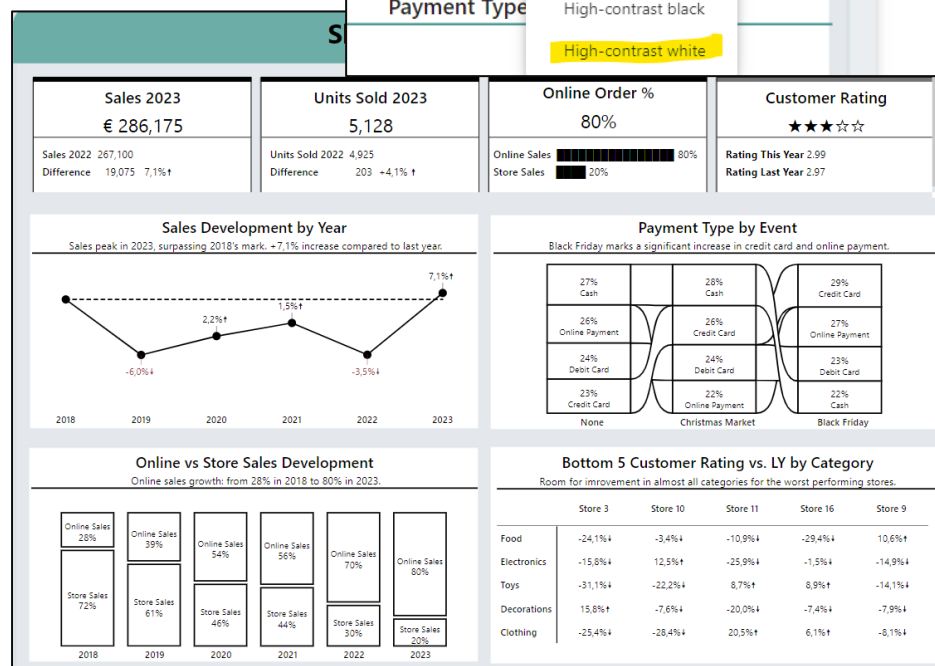 Payment Type
High-contrast black
High-contrast white
Sales 2023
€ 286,175
Sales 2022 267,100
Difference 19,075 7,1%↑
Units Sold 2023
5,128
Units Sold 2022 4,925
Difference 203 +4,1% ↑
Online Order %
80%
Online Sales 80%
Store Sales 20%
Customer Rating
★★★☆☆
Rating This Year 2.99
Rating Last Year 2.97
Sales Development by Year
Sales peak in 2023, surpassing 2018's mark. +7,1% increase compared to last year.
7,1%↑
1,5%↑
2,2%↑
-6,0%↓
-3,5%↓
2018 2019 2020 2021 2022 2023
Payment Type by Event
Black Friday marks a significant increase in credit card and online payment.
27%
Cash
26%
Online Payment
24%
Debit Card
23%
Credit Card
None
28%
Cash
26%
Credit Card
24%
Debit Card
22%
Online Payment
Christmas Market
29%
Credit Card
27%
Online Payment
23%
Debit Card
22%
Cash
Black Friday
Online vs Store Sales Development
Online sales growth: from 28% in 2018 to 80% in 2023.
Online Sales
28%
Store Sales
72%
2018
Online Sales
39%
Store Sales
61%
2019
Online Sales
54%
Store Sales
46%
2020
Online Sales
56%
Store Sales
44%
2021
Online Sales
70%
Store Sales
30%
2022
Online Sales
80%
Store Sales
20%
2023
Bottom 5 Customer Rating vs. LY by Category
Room for imrovement in almost all categories for the worst performing stores.
Store 3 Store 10 Store 11 Store 16 Store 9
Food -24,1%↓ -3,4%↓ -10,9%↓ -29,4%↓ 10,6%↑
Electronics -15,8%↓ 12,5%↑ -25,9%↓ -1,5%↓ -14,9%↓
Toys -31,1%↓ -22,2%↓ 8,7%↑ 8,9%↑ -14,1%↓
Decorations 15,8%↑ -7,6%↓ -20,0%↓ -7,4%↓ -7,9%↓
Clothing -25,4%↓ -28,4%↓ 20,5%↑ 6,1%↑ -8,1%↓